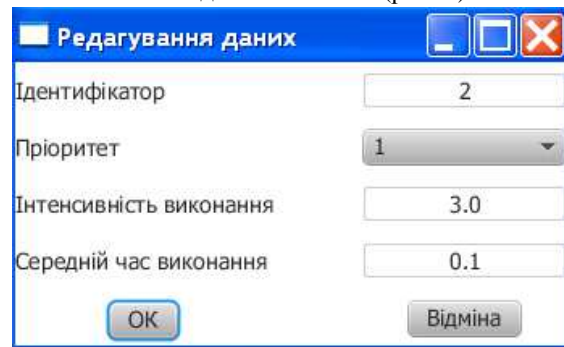 Редагування даних
Ідентифікатор 2
Пріоритет 1
Інтенсивність виконання 3.0
Середній час виконання 0.1
OK Відміна